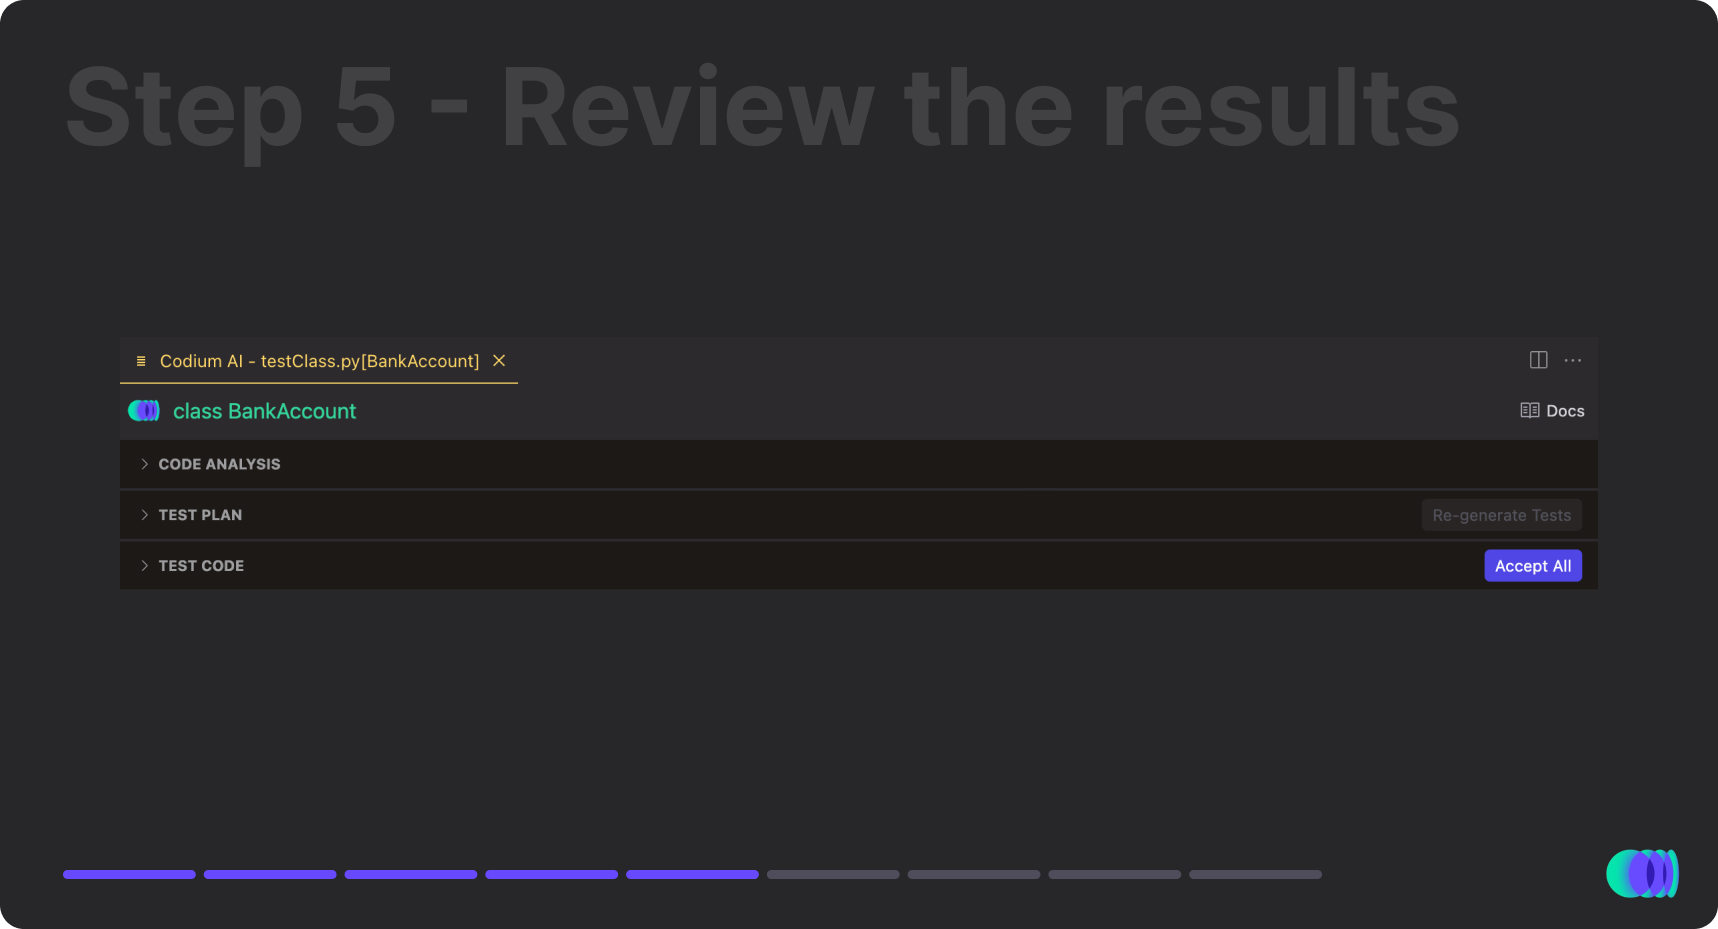 Step 5 - Review the results
Codium AI - testClass.py[BankAccount]
class BankAccount
Docs
CODE ANALYSIS
TEST PLAN
Re-generate Tests
TEST CODE
Accept All